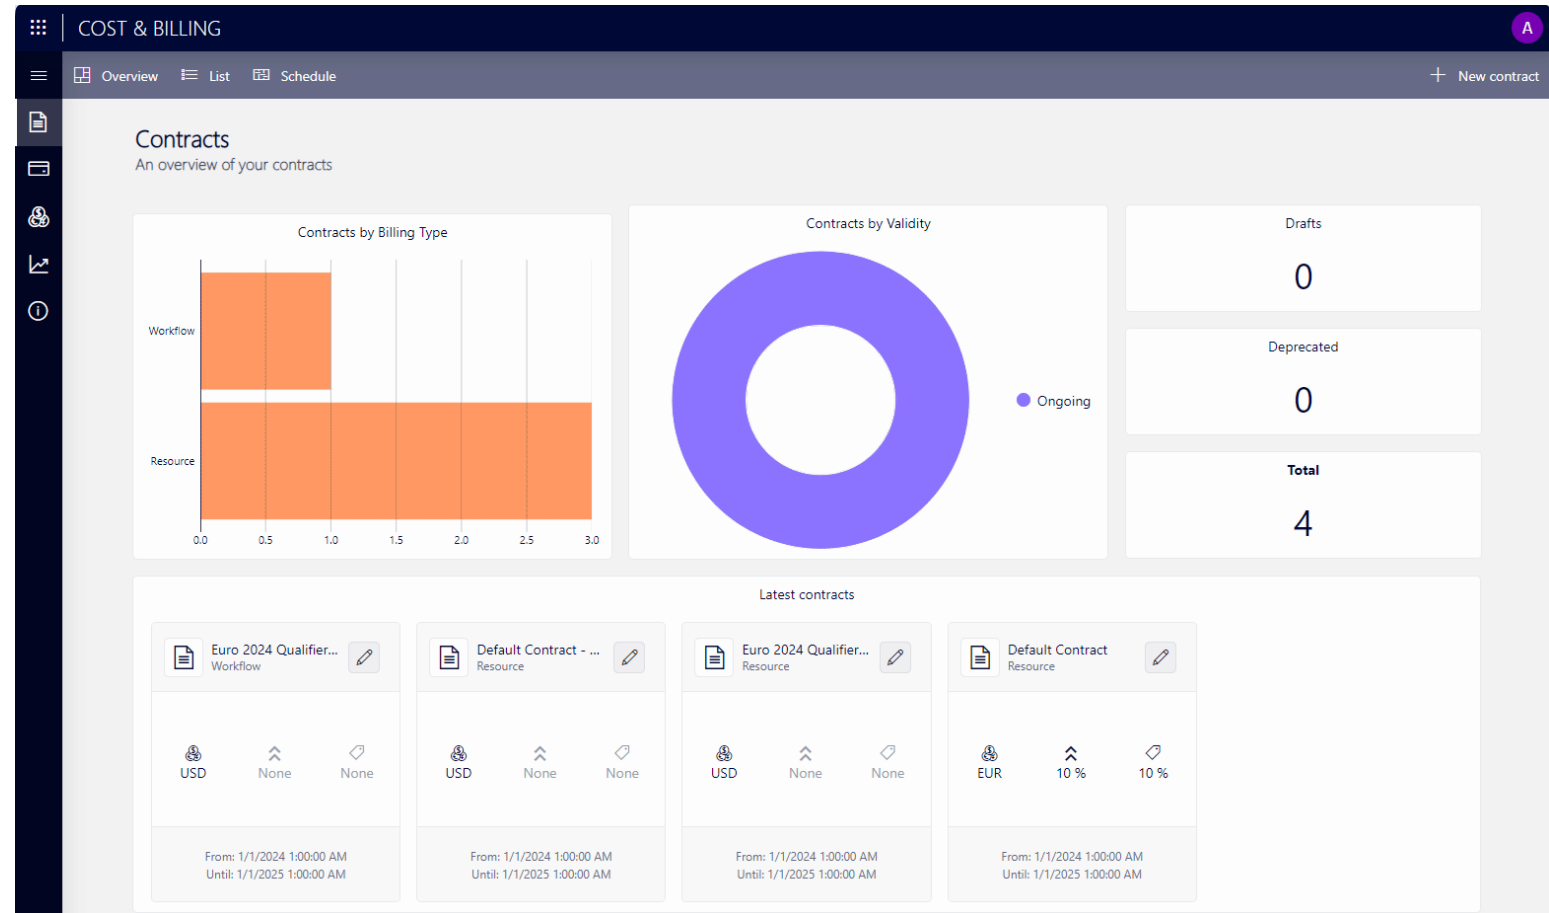 COST & BILLING
A
Overview
List
Schedule
New contract
Contracts
An overview of your contracts
Contracts by Billing Type
Workflow
Resource
0.0 0.5 1.0 1.5 2.0 2.5 3.0
Contracts by Validity
Ongoing
Drafts
0
Deprecated
0
Total
4
Latest contracts
Euro 2024 Qualifier...
Workflow
USD None None
From: 1/1/2024 1:00:00 AM
Until: 1/1/2025 1:00:00 AM
Default Contract - ...
Resource
USD None None
From: 1/1/2024 1:00:00 AM
Until: 1/1/2025 1:00:00 AM
Euro 2024 Qualifier...
Resource
USD None None
From: 1/1/2024 1:00:00 AM
Until: 1/1/2025 1:00:00 AM
Default Contract
Resource
EUR 10 % 10 %
From: 1/1/2024 1:00:00 AM
Until: 1/1/2025 1:00:00 AM